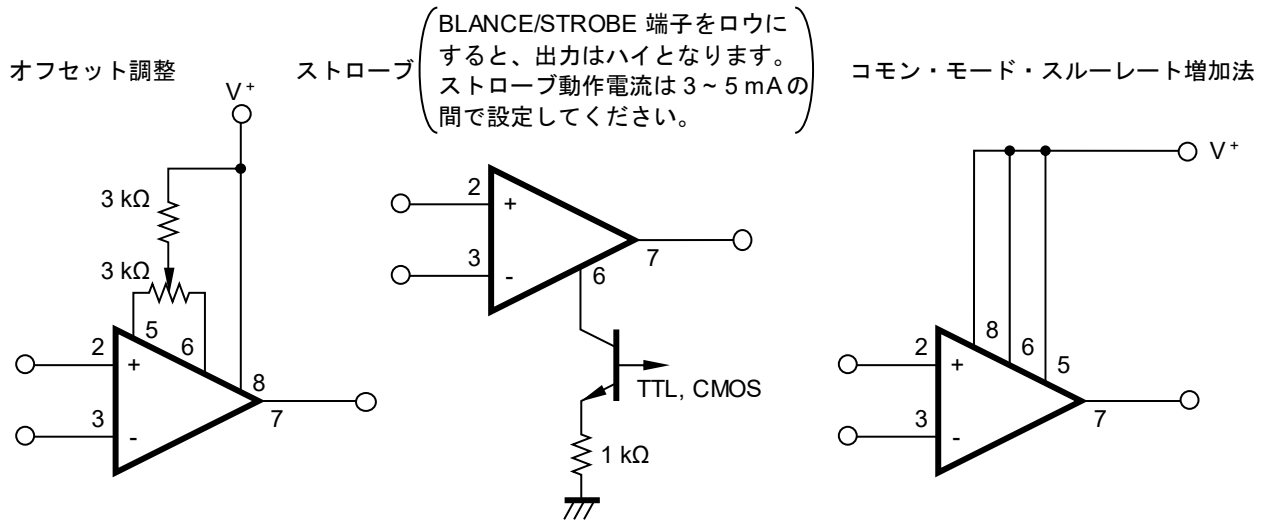 オフセット調整
V+
3 kΩ
3 kΩ
5
6
2
+
8
3
-
7
ストローブ
BLANCE/STROBE 端子をロウに
すると、出力はハイとなります。
ストローブ動作電流は 3 ~ 5 mA の
間で設定してください。
2
+
3
-
7
6
TTL, CMOS
1 kΩ
コモン・モード・スルーレート増加法
V+
8
6
5
2
+
3
-
7